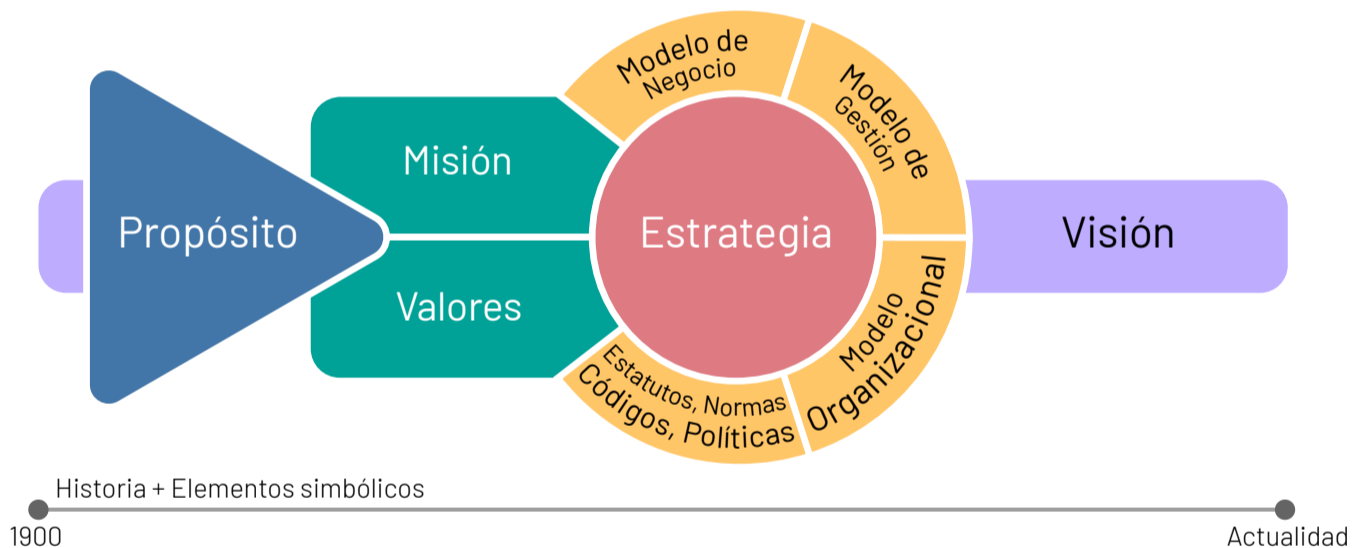 Propósito
Misión
Valores
Estrategia
Modelo de
Negocio
Modelo de
Gestión
Modelo
Organizacional
Estatutos, Normas
Códigos, Políticas
Visión
Historia + Elementos simbólicos
1900
Actualidad